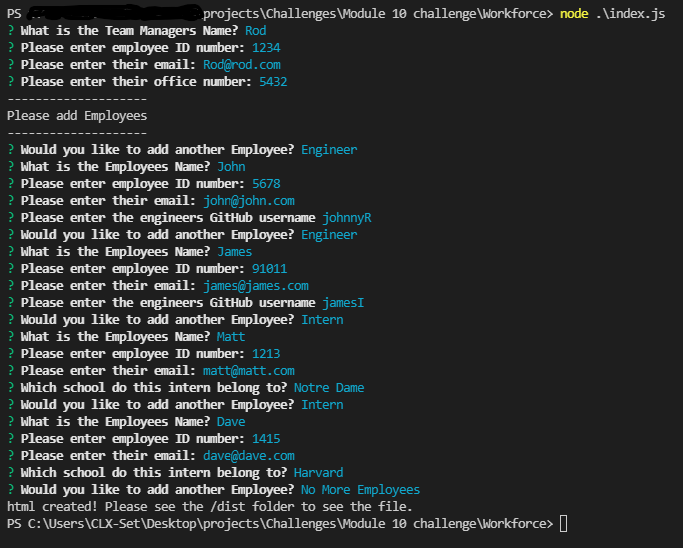 PS projects\Challenges\Module 10 challenge\Workforce> node .\index.js
? What is the Team Managers Name? Rod
? Please enter employee ID number: 1234
? Please enter their email: Rod@rod.com
? Please enter their office number: 5432
--------------------
Please add Employees
--------------------
? Would you like to add another Employee? Engineer
? What is the Employees Name? John
? Please enter employee ID number: 5678
? Please enter their email: john@john.com
? Please enter the engineers GitHub username johnnyR
? Would you like to add another Employee? Engineer
? What is the Employees Name? James
? Please enter employee ID number: 91011
? Please enter their email: james@james.com
? Please enter the engineers GitHub username jamesI
? Would you like to add another Employee? Intern
? What is the Employees Name? Matt
? Please enter employee ID number: 1213
? Please enter their email: matt@matt.com
? Which school do this intern belong to? Notre Dame
? Would you like to add another Employee? Intern
? What is the Employees Name? Dave
? Please enter employee ID number: 1415
? Please enter their email: dave@dave.com
? Which school do this intern belong to? Harvard
? Would you like to add another Employee? No More Employees
html created! Please see the /dist folder to see the file.
PS C:\Users\CLX-Set\Desktop\projects\Challenges\Module 10 challenge\Workforce>